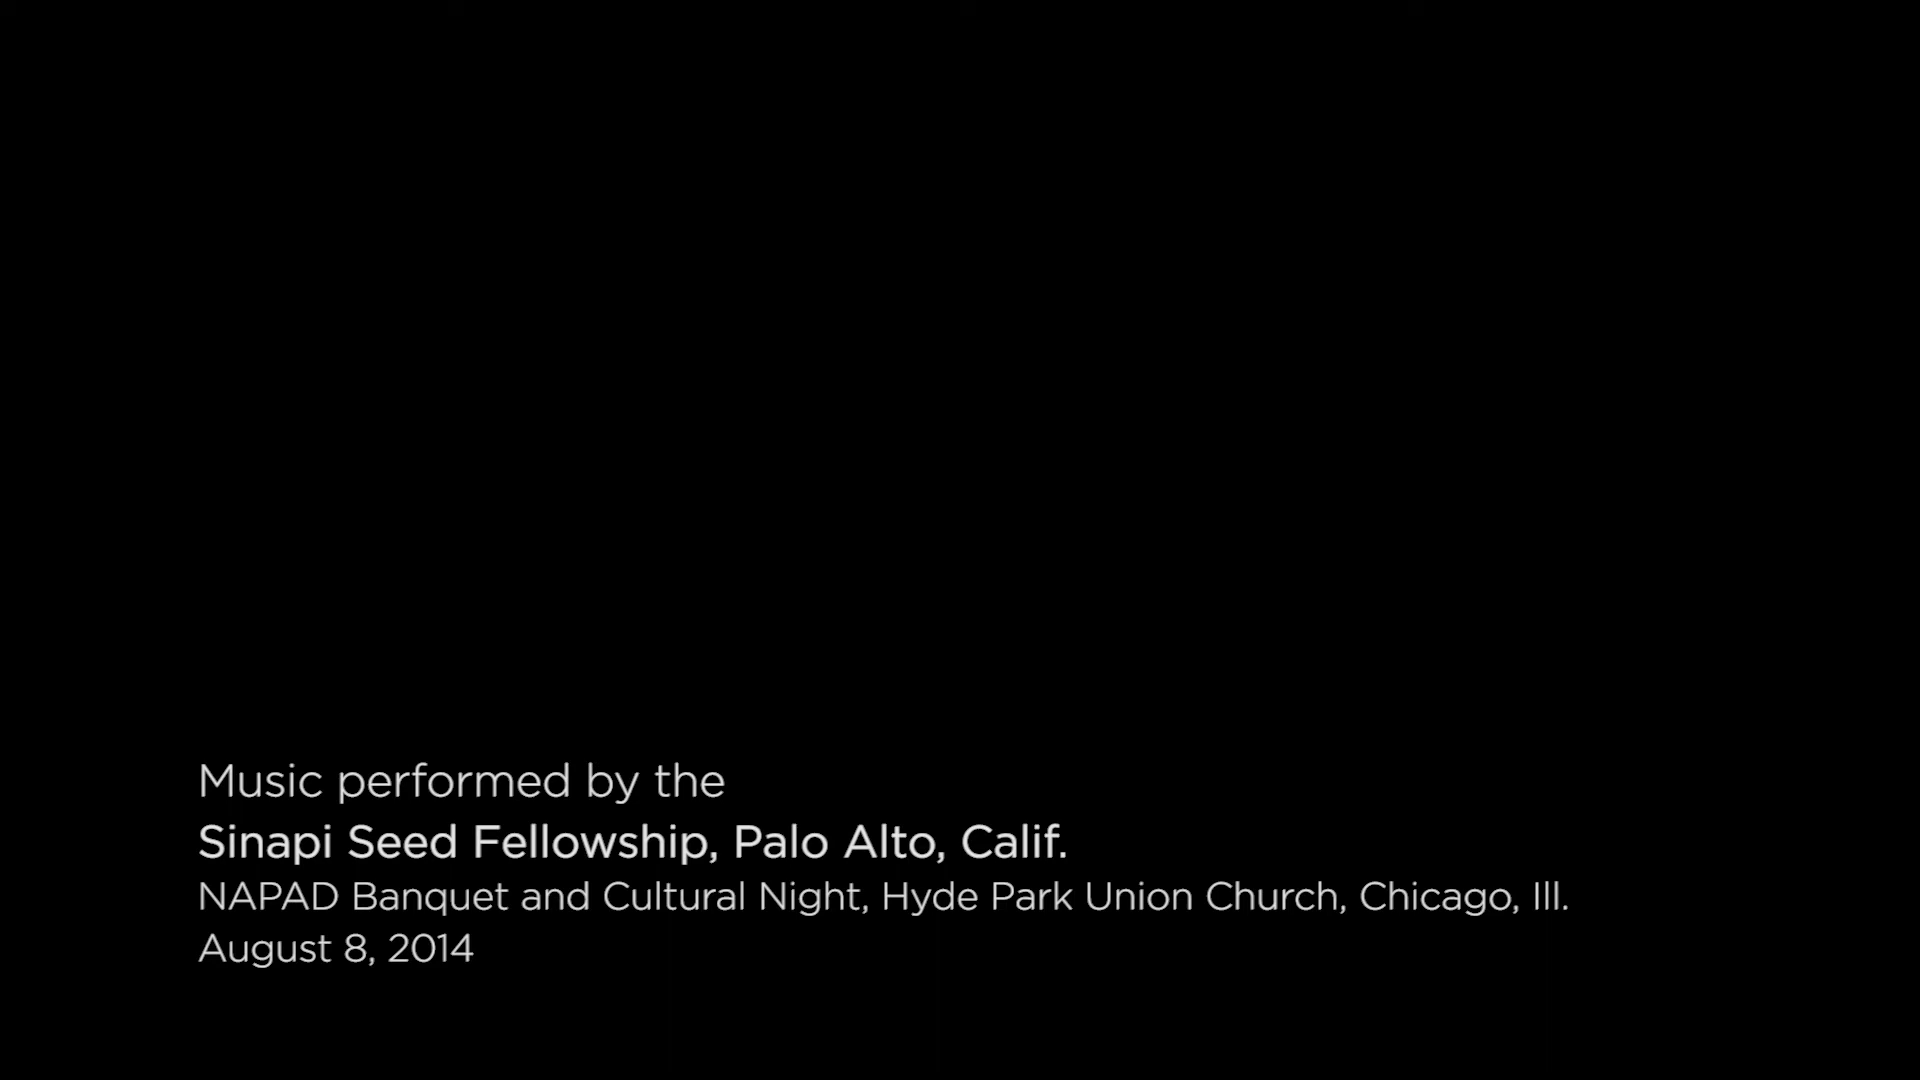 Music performed by the
Sinapi Seed Fellowship, Palo Alto, Calif.
NAPAD Banquet and Cultural Night, Hyde Park Union Church, Chicago, Ill.
August 8, 2014